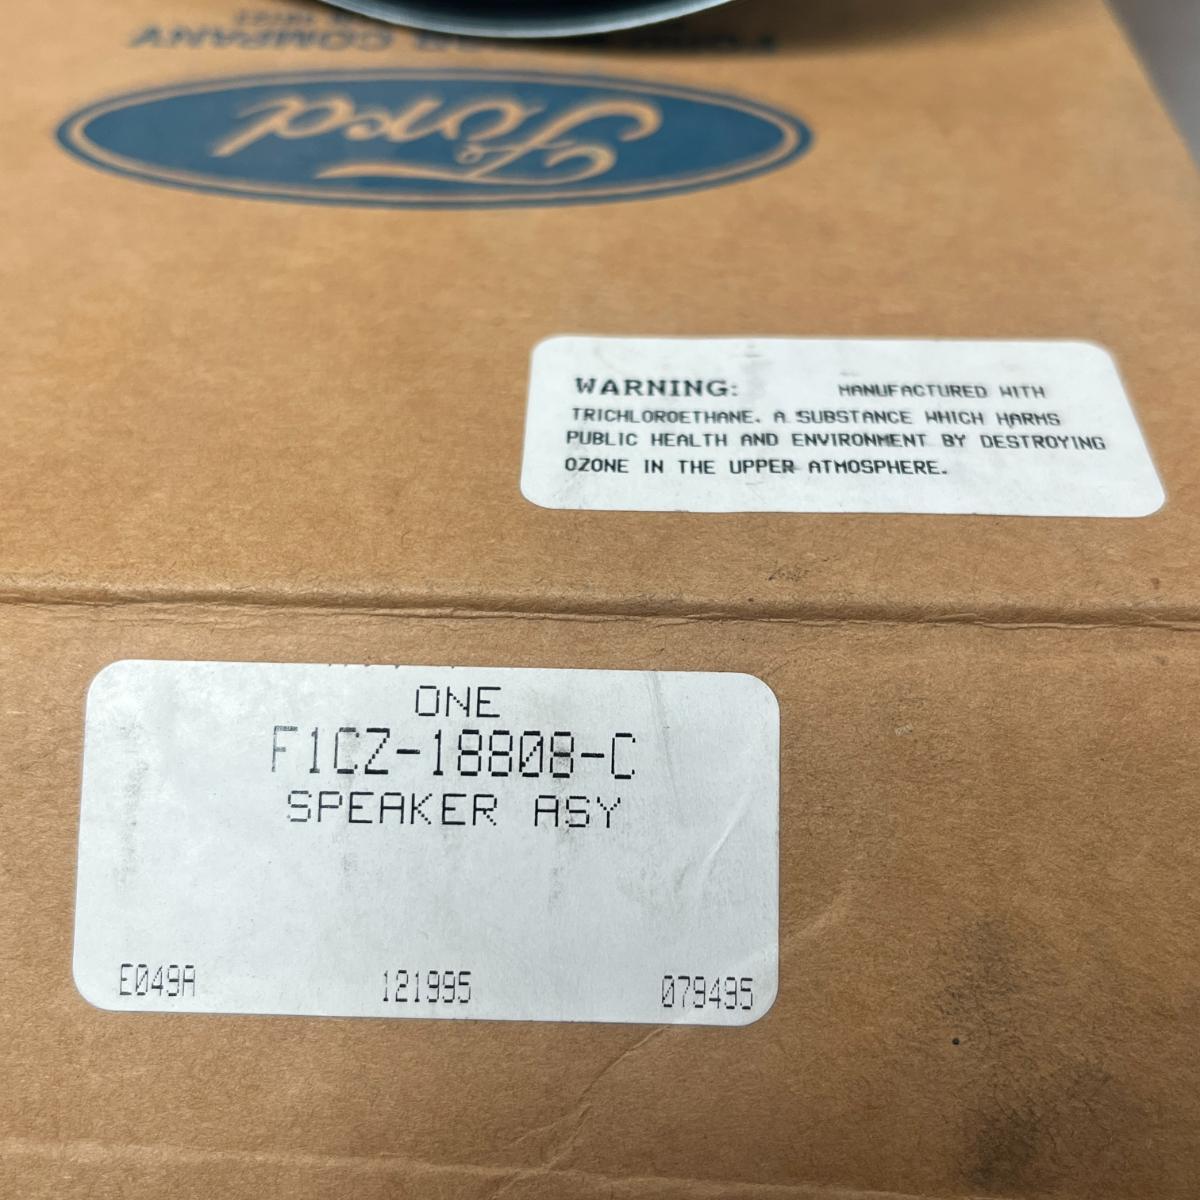 COMPANY
Ford
WARNING: MANUFACTURED WITH
TRICHLOROETHANE. A SUBSTANCE WHICH HARMS
PUBLIC HEALTH AND ENVIRONMENT BY DESTROYING
OZONE IN THE UPPER ATMOSPHERE.
ONE
F1CZ-18808-C
SPEAKER ASY
E049A 121995 079495